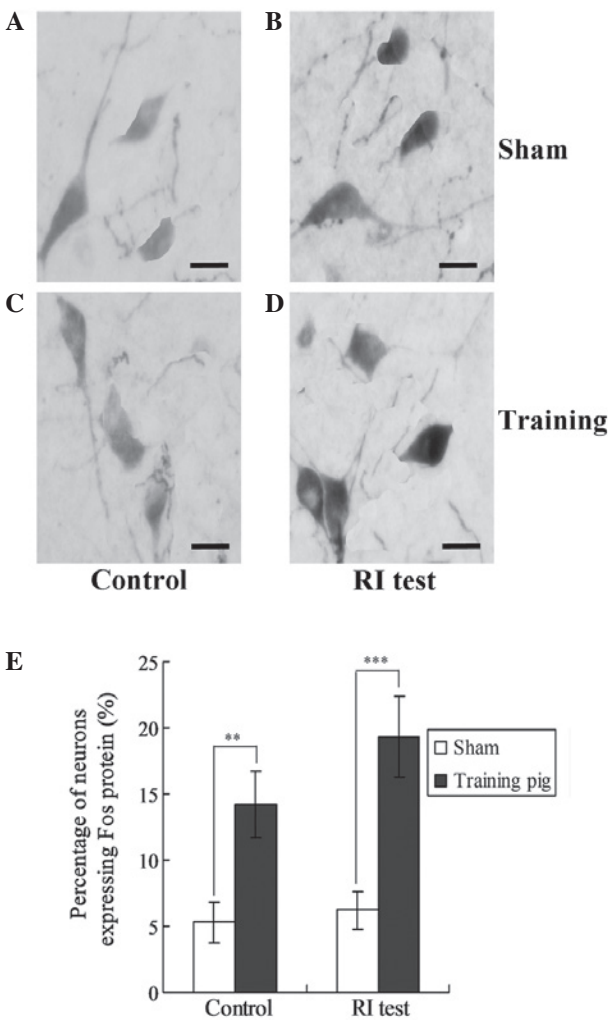 A
B
Sham
C
D
Training
Control
RI test
E
Percentage of neurons
expressing Fos protein (%)
25
20
15
10
5
0
**
***
Sham
Training pig
Control
RI test